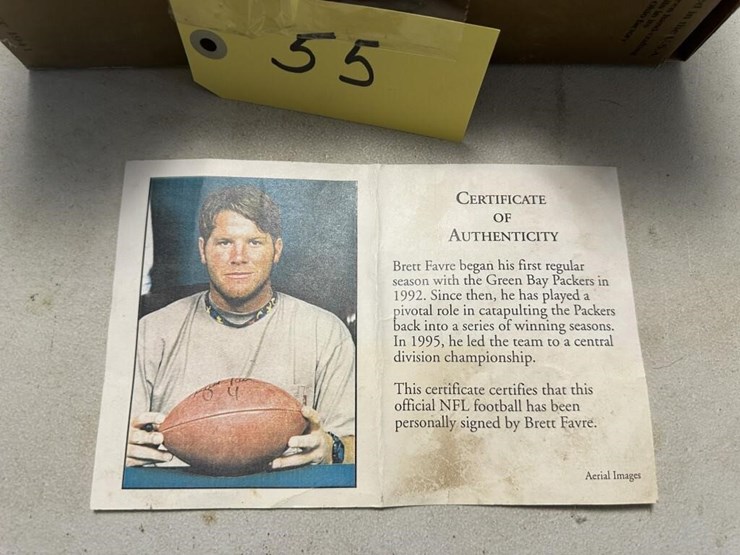 55
CERTIFICATE
OF
AUTHENTICITY
Brett Favre began his first regular
season with the Green Bay Packers in
1992. Since then, he has played a
pivotal role in catapulting the Packers
back into a series of winning seasons.
In 1995, he led the team to a central
division championship.
This certificate certifies that this
official NFL football has been
personally signed by Brett Favre.
Aerial Images
4